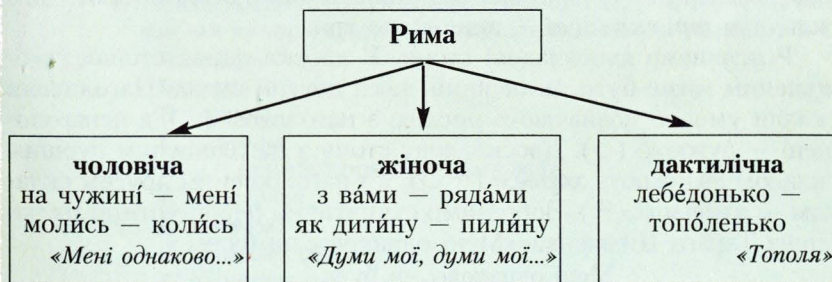 Рима
чоловіча
на чужині́ — мені́
моли́сь — коли́сь
«Мені однаково...»
жіноча
з ва́ми — ряда́ми
як дити́ну — пили́ну
«Думи мої, думи мої...»
дактилічна
лебе́донько —
топо́ленько
«Тополя»